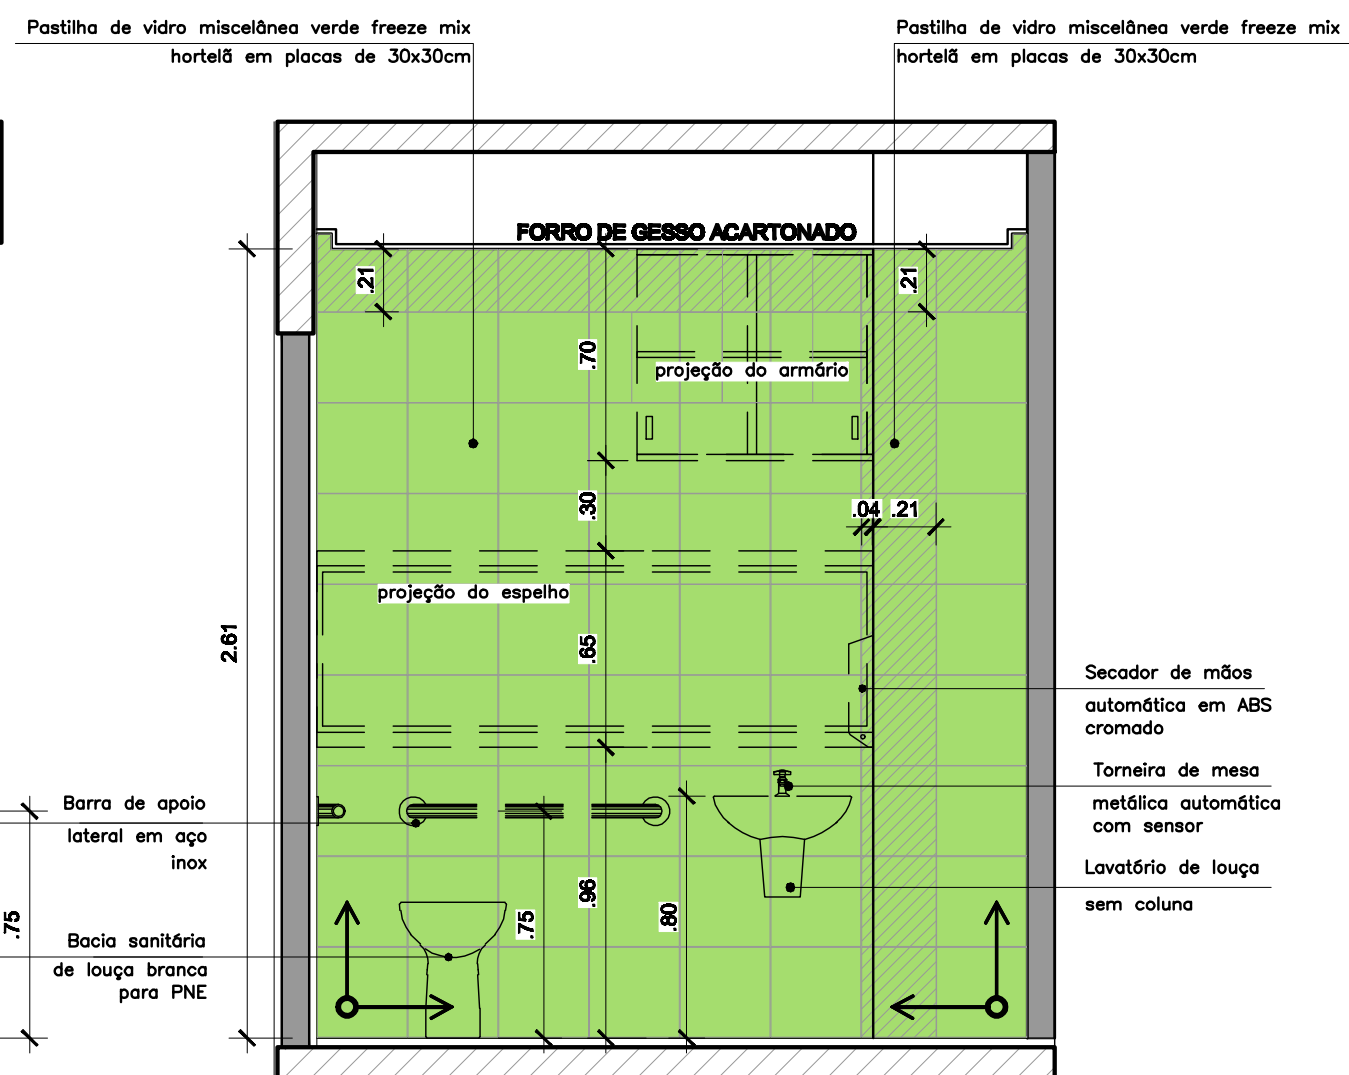 Pastilha de vidro miscelânea verde freeze mix
hortelã em placas de 30x30cm
Pastilha de vidro miscelânea verde freeze mix
hortelã em placas de 30x30cm
FORRO DE GESSO ACARTONADO
.21
.21
.70
projeção do armário
.30
.04
.21
projeção do espelho
2.61
.65
Secador de mãos
automática em ABS
cromado
Torneira de mesa
metálica automática
com sensor
Barra de apoio
lateral em aço
inox
Lavatório de louça
sem coluna
.75
.75
.96
.80
Bacia sanitária
de louça branca
para PNE